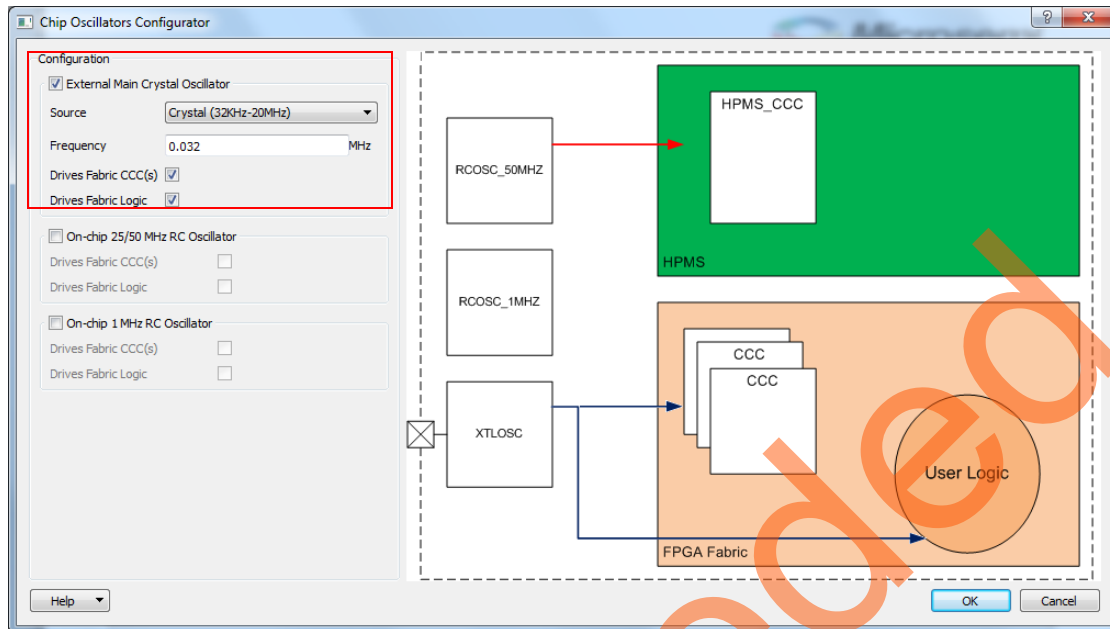 Chip Oscillators Configurator
Configuration
External Main Crystal Oscillator
Source Crystal (32KHz-20MHz)
Frequency 0.032 MHz
Drives Fabric CCC(s)
Drives Fabric Logic
On-chip 25/50 MHz RC Oscillator
Drives Fabric CCC(s)
Drives Fabric Logic
On-chip 1 MHz RC Oscillator
Drives Fabric CCC(s)
Drives Fabric Logic
RCOSC_50MHZ
RCOSC_1MHZ
XTLOSC
HPMS_CCC
HPMS
CCC
CCC
User Logic
FPGA Fabric
Help
OK
Cancel